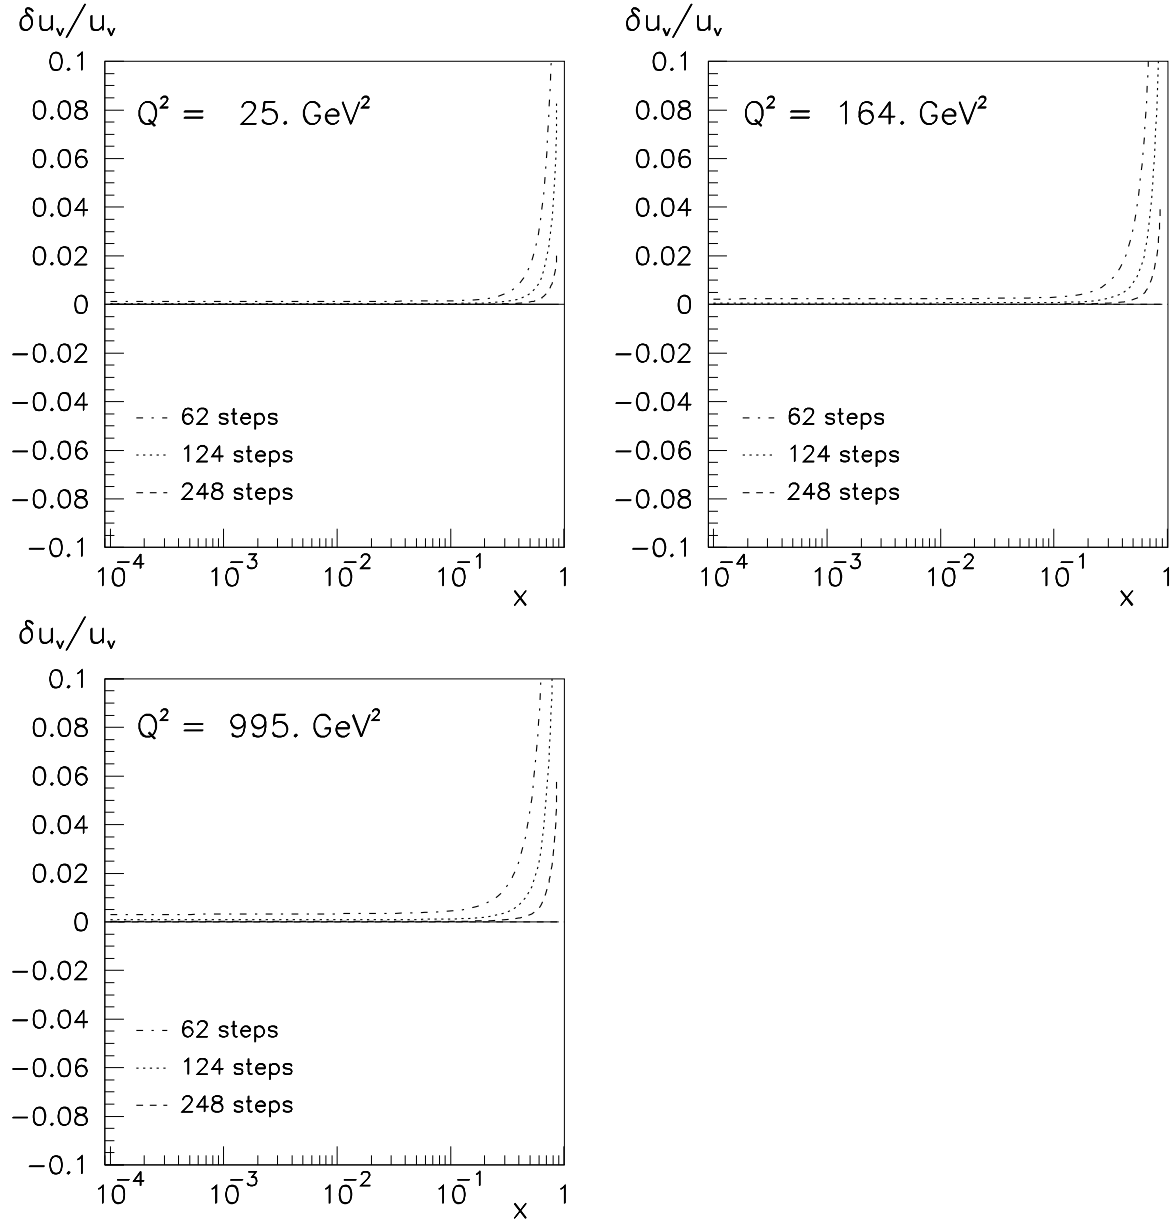 δuᵥ/uᵥ
0.1
0.08
0.06
0.04
0.02
0
−0.02
−0.04
−0.06
−0.08
−0.1
Q² = 25. GeV²
62 steps
124 steps
248 steps
10⁻⁴ 10⁻³ 10⁻² 10⁻¹ 1
x
δuᵥ/uᵥ
0.1
0.08
0.06
0.04
0.02
0
−0.02
−0.04
−0.06
−0.08
−0.1
Q² = 164. GeV²
62 steps
124 steps
248 steps
10⁻⁴ 10⁻³ 10⁻² 10⁻¹ 1
x
δuᵥ/uᵥ
0.1
0.08
0.06
0.04
0.02
0
−0.02
−0.04
−0.06
−0.08
−0.1
Q² = 995. GeV²
62 steps
124 steps
248 steps
10⁻⁴ 10⁻³ 10⁻² 10⁻¹ 1
x